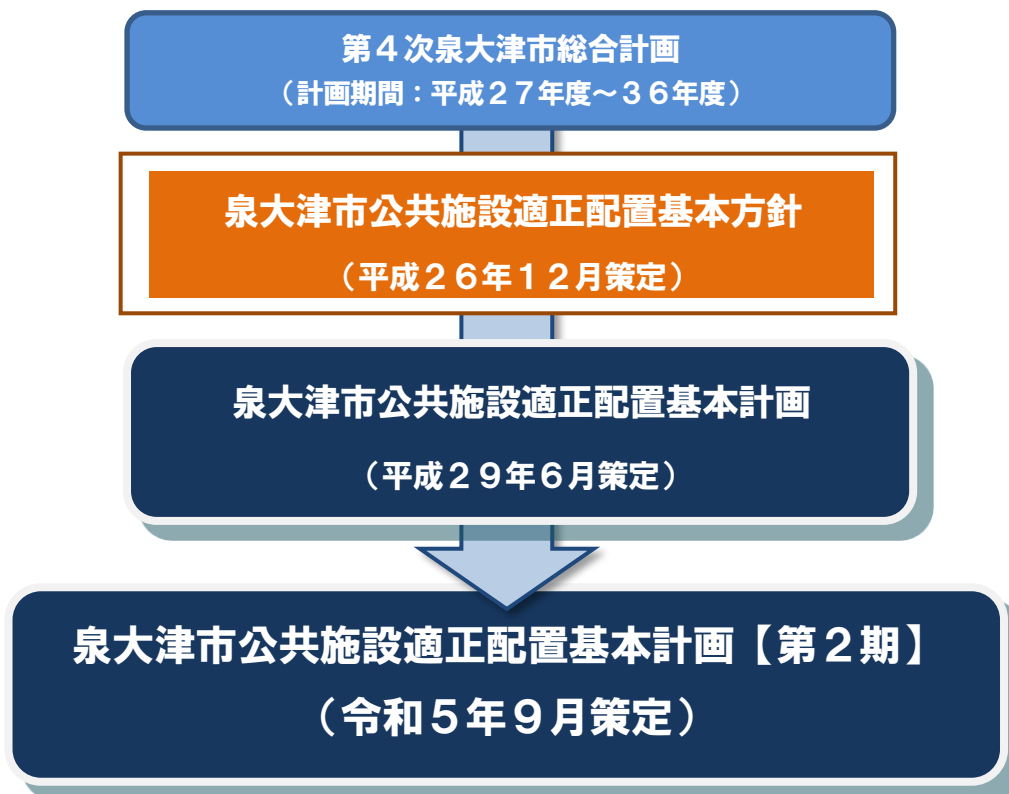 第４次泉大津市総合計画
（計画期間：平成２７年度～３６年度）
泉大津市公共施設適正配置基本方針
（平成２６年１２月策定）
泉大津市公共施設適正配置基本計画
（平成２９年６月策定）
泉大津市公共施設適正配置基本計画【第２期】
（令和５年９月策定）